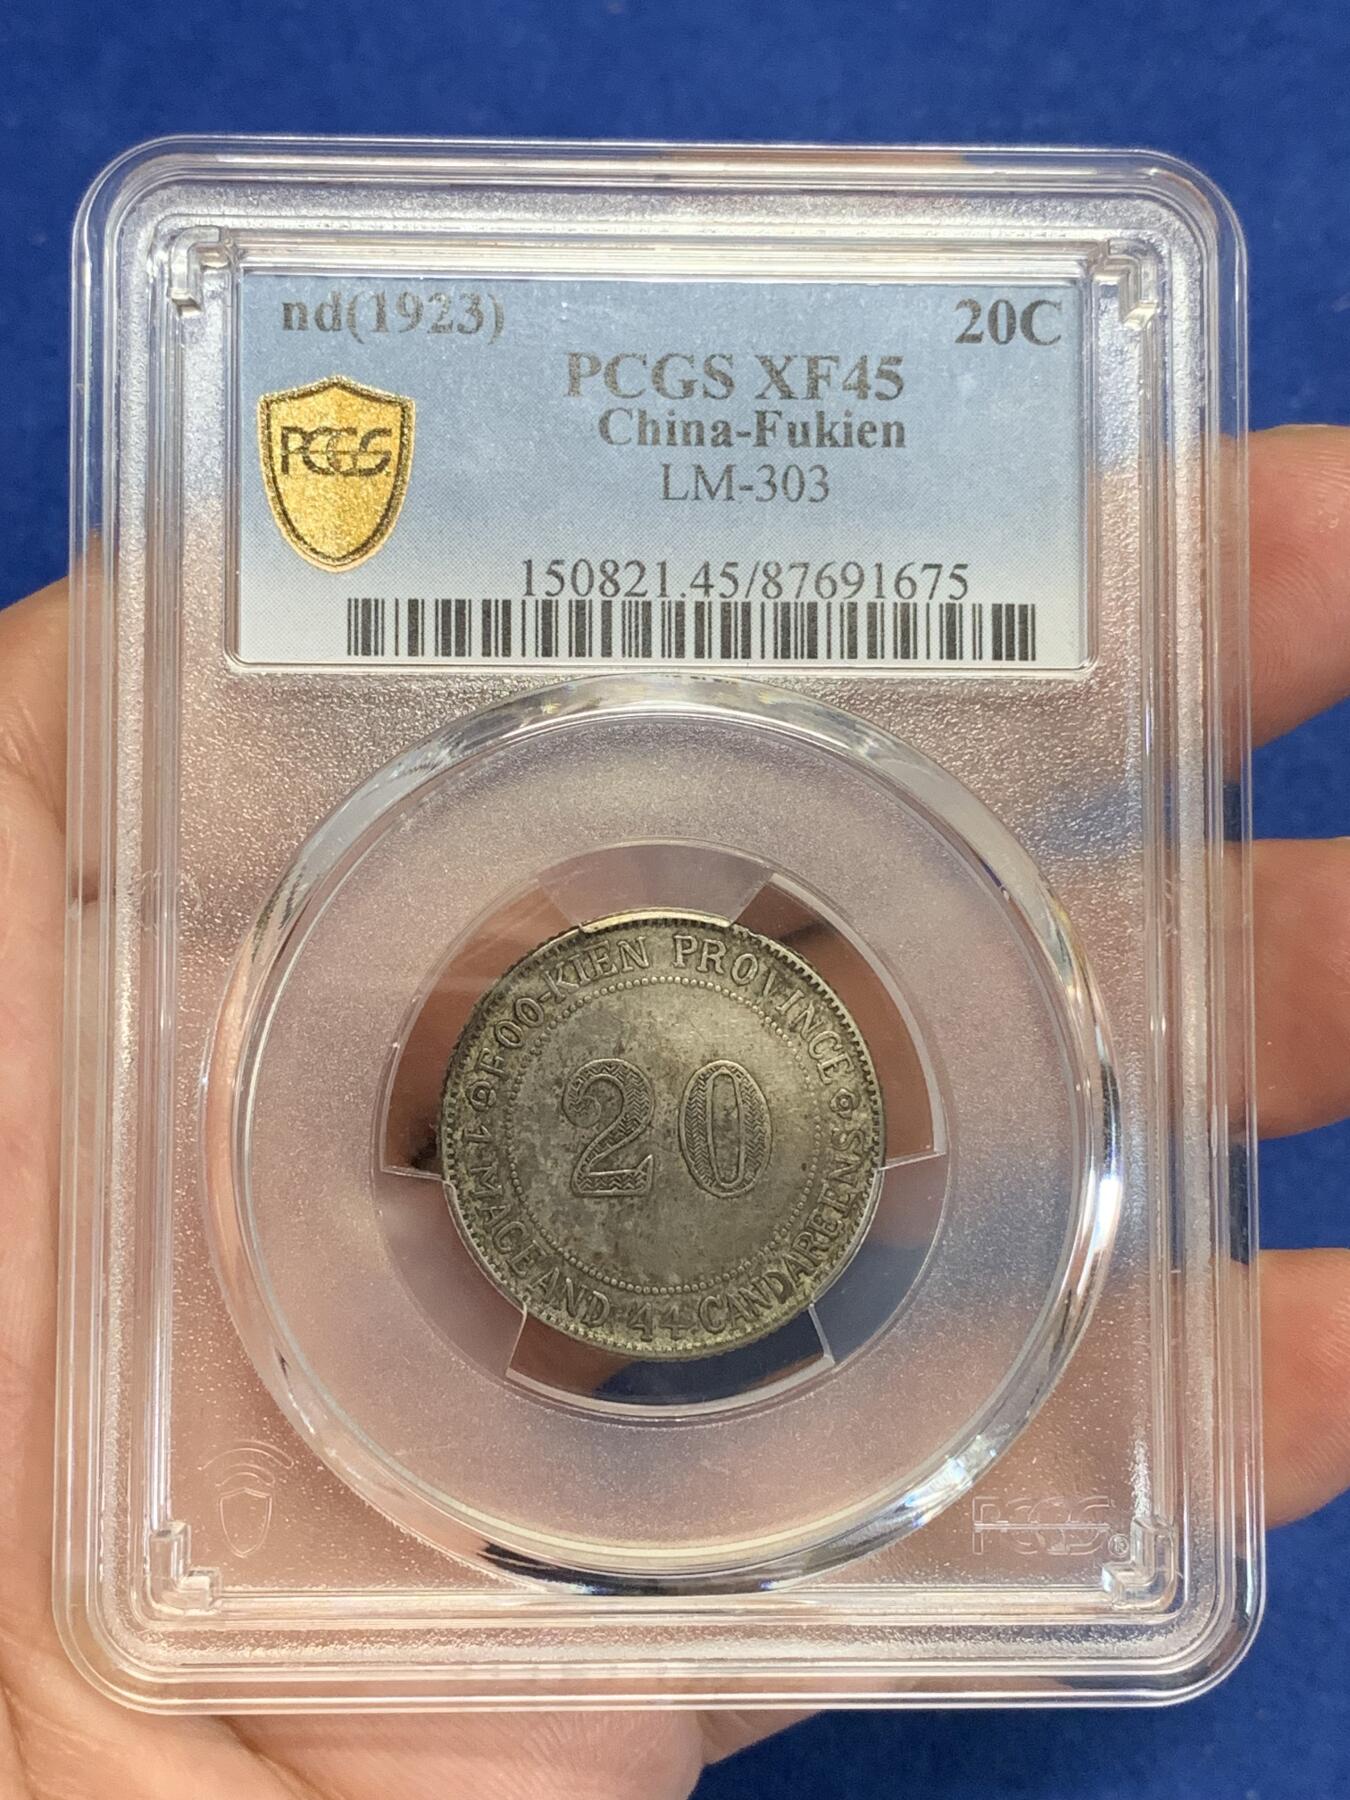 nd(1923)
20C
PCGS XF45
China-Fukien
LM-303
PCGS
150821.45/87691675
FOO-KIEN PROVINCE
20
1 MACE AND 44 CANDAREENS
PCGS®